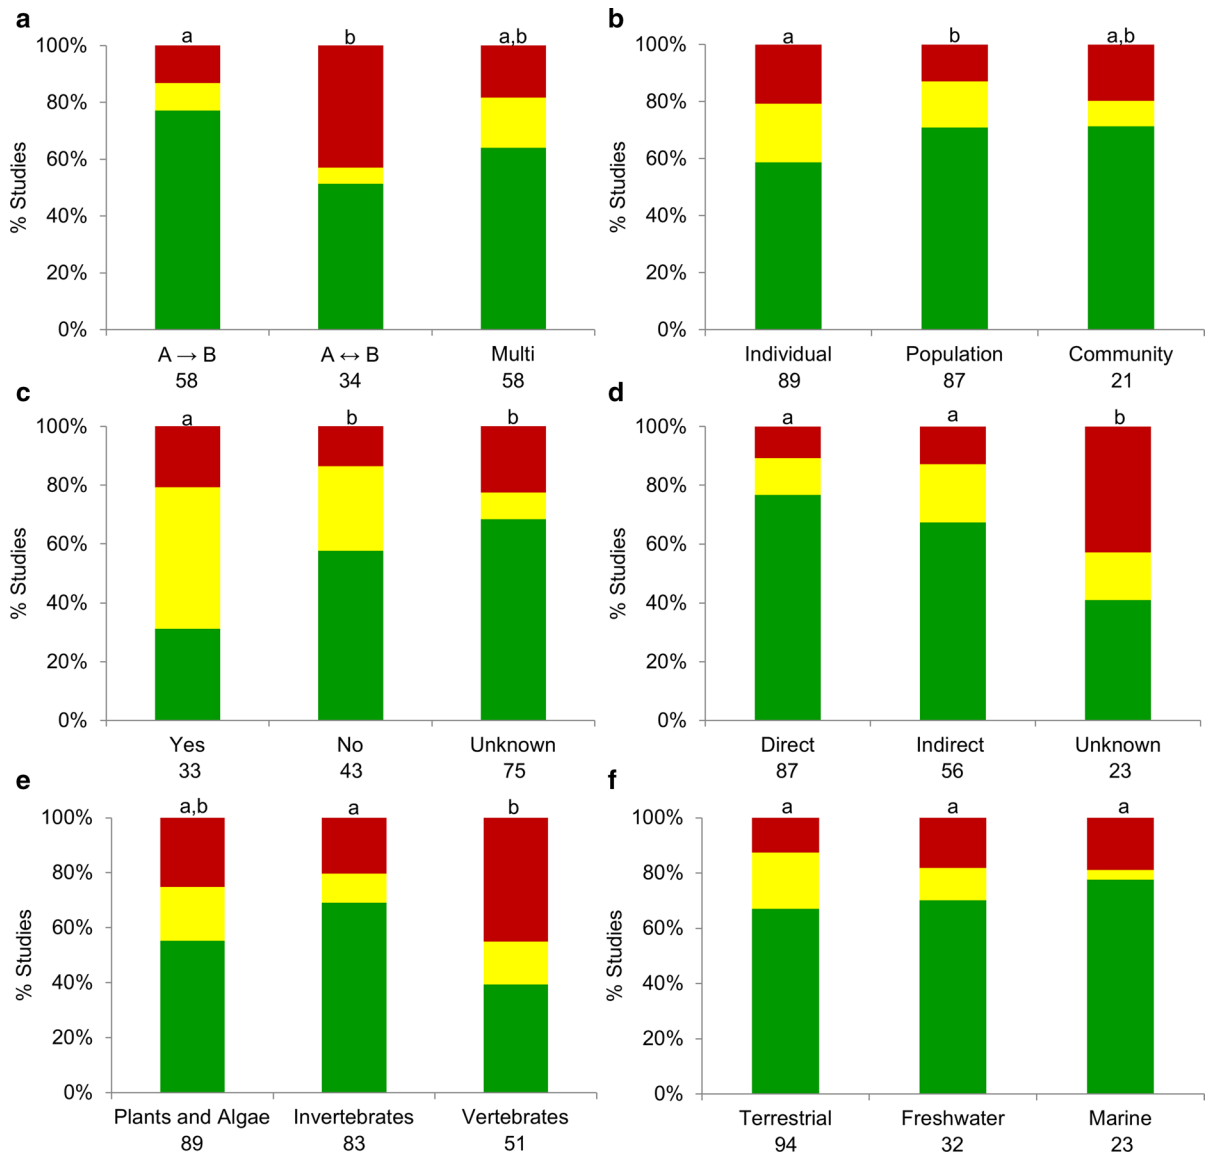 a
100%
80%
60%
40%
20%
0%
% Studies
a
b
a,b
A → B
A ↔ B
Multi
58
34
58
b
100%
80%
60%
40%
20%
0%
% Studies
a
b
a,b
Individual
Population
Community
89
87
21
c
100%
80%
60%
40%
20%
0%
% Studies
a
b
b
Yes
No
Unknown
33
43
75
d
100%
80%
60%
40%
20%
0%
% Studies
a
a
b
Direct
Indirect
Unknown
87
56
23
e
100%
80%
60%
40%
20%
0%
% Studies
a,b
a
b
Plants and Algae
Invertebrates
Vertebrates
89
83
51
f
100%
80%
60%
40%
20%
0%
% Studies
a
a
a
Terrestrial
Freshwater
Marine
94
32
23